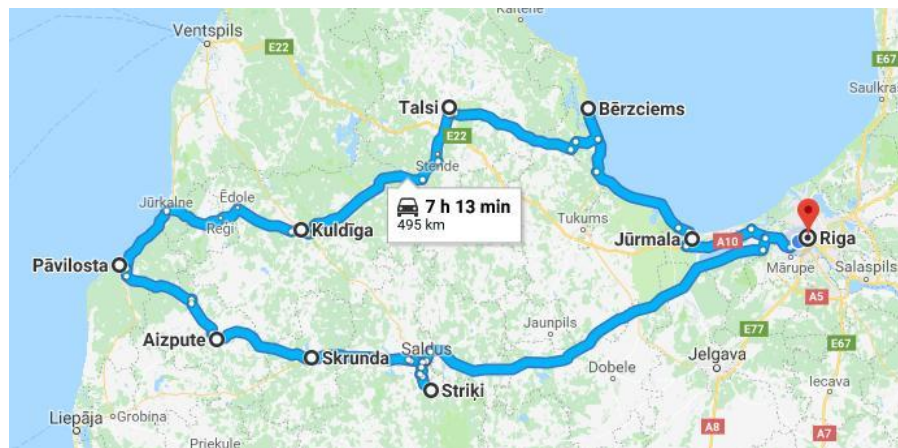 Koltene
Ventspils
E22
E67
Saulkras
Talsi
Bērzciems
E22
Stende
7 h 13 min
495 km
Jūrkalne
Ēdole
Reģi
Kuldīga
Tukums
Jūrmala
A10
Riga
Mārupe
Salaspils
Pāvilosta
A5
Aizpute
Jaunpils
E77
E67
Skrunda
Saldus
Dobele
Jelgava
Striķi
Iecava
Liepāja
Grobiņa
A8
A7
Priekule